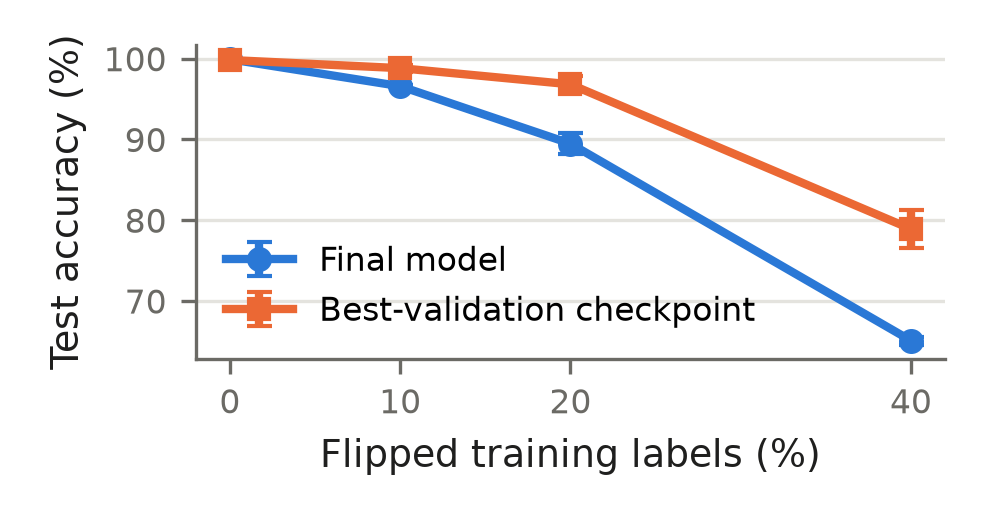 Test accuracy (%)
100
90
80
70
Final model
Best-validation checkpoint
0 10 20 40
Flipped training labels (%)